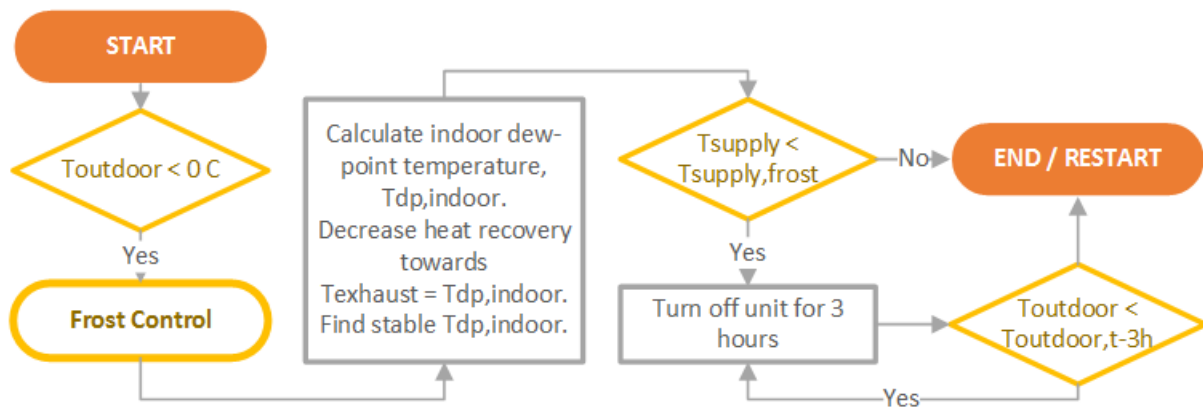 START
Toutdoor < 0 C
Yes
Frost Control
Calculate indoor dew-
point temperature,
Tdp,indoor.
Decrease heat recovery
towards
Texhaust = Tdp,indoor.
Find stable Tdp,indoor.
Tsupply <
Tsupply,frost
No
END / RESTART
Yes
Turn off unit for 3
hours
Toutdoor <
Toutdoor,t-3h
Yes